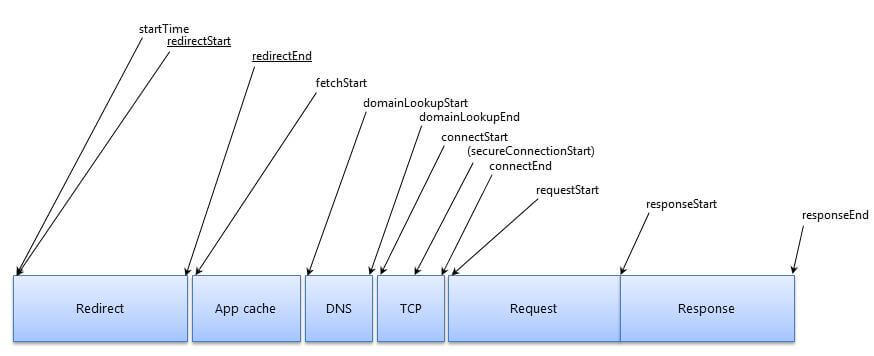 startTime
redirectStart
redirectEnd
fetchStart
domainLookupStart
domainLookupEnd
connectStart
(secureConnectionStart)
connectEnd
requestStart
responseStart
responseEnd
Redirect
App cache
DNS
TCP
Request
Response